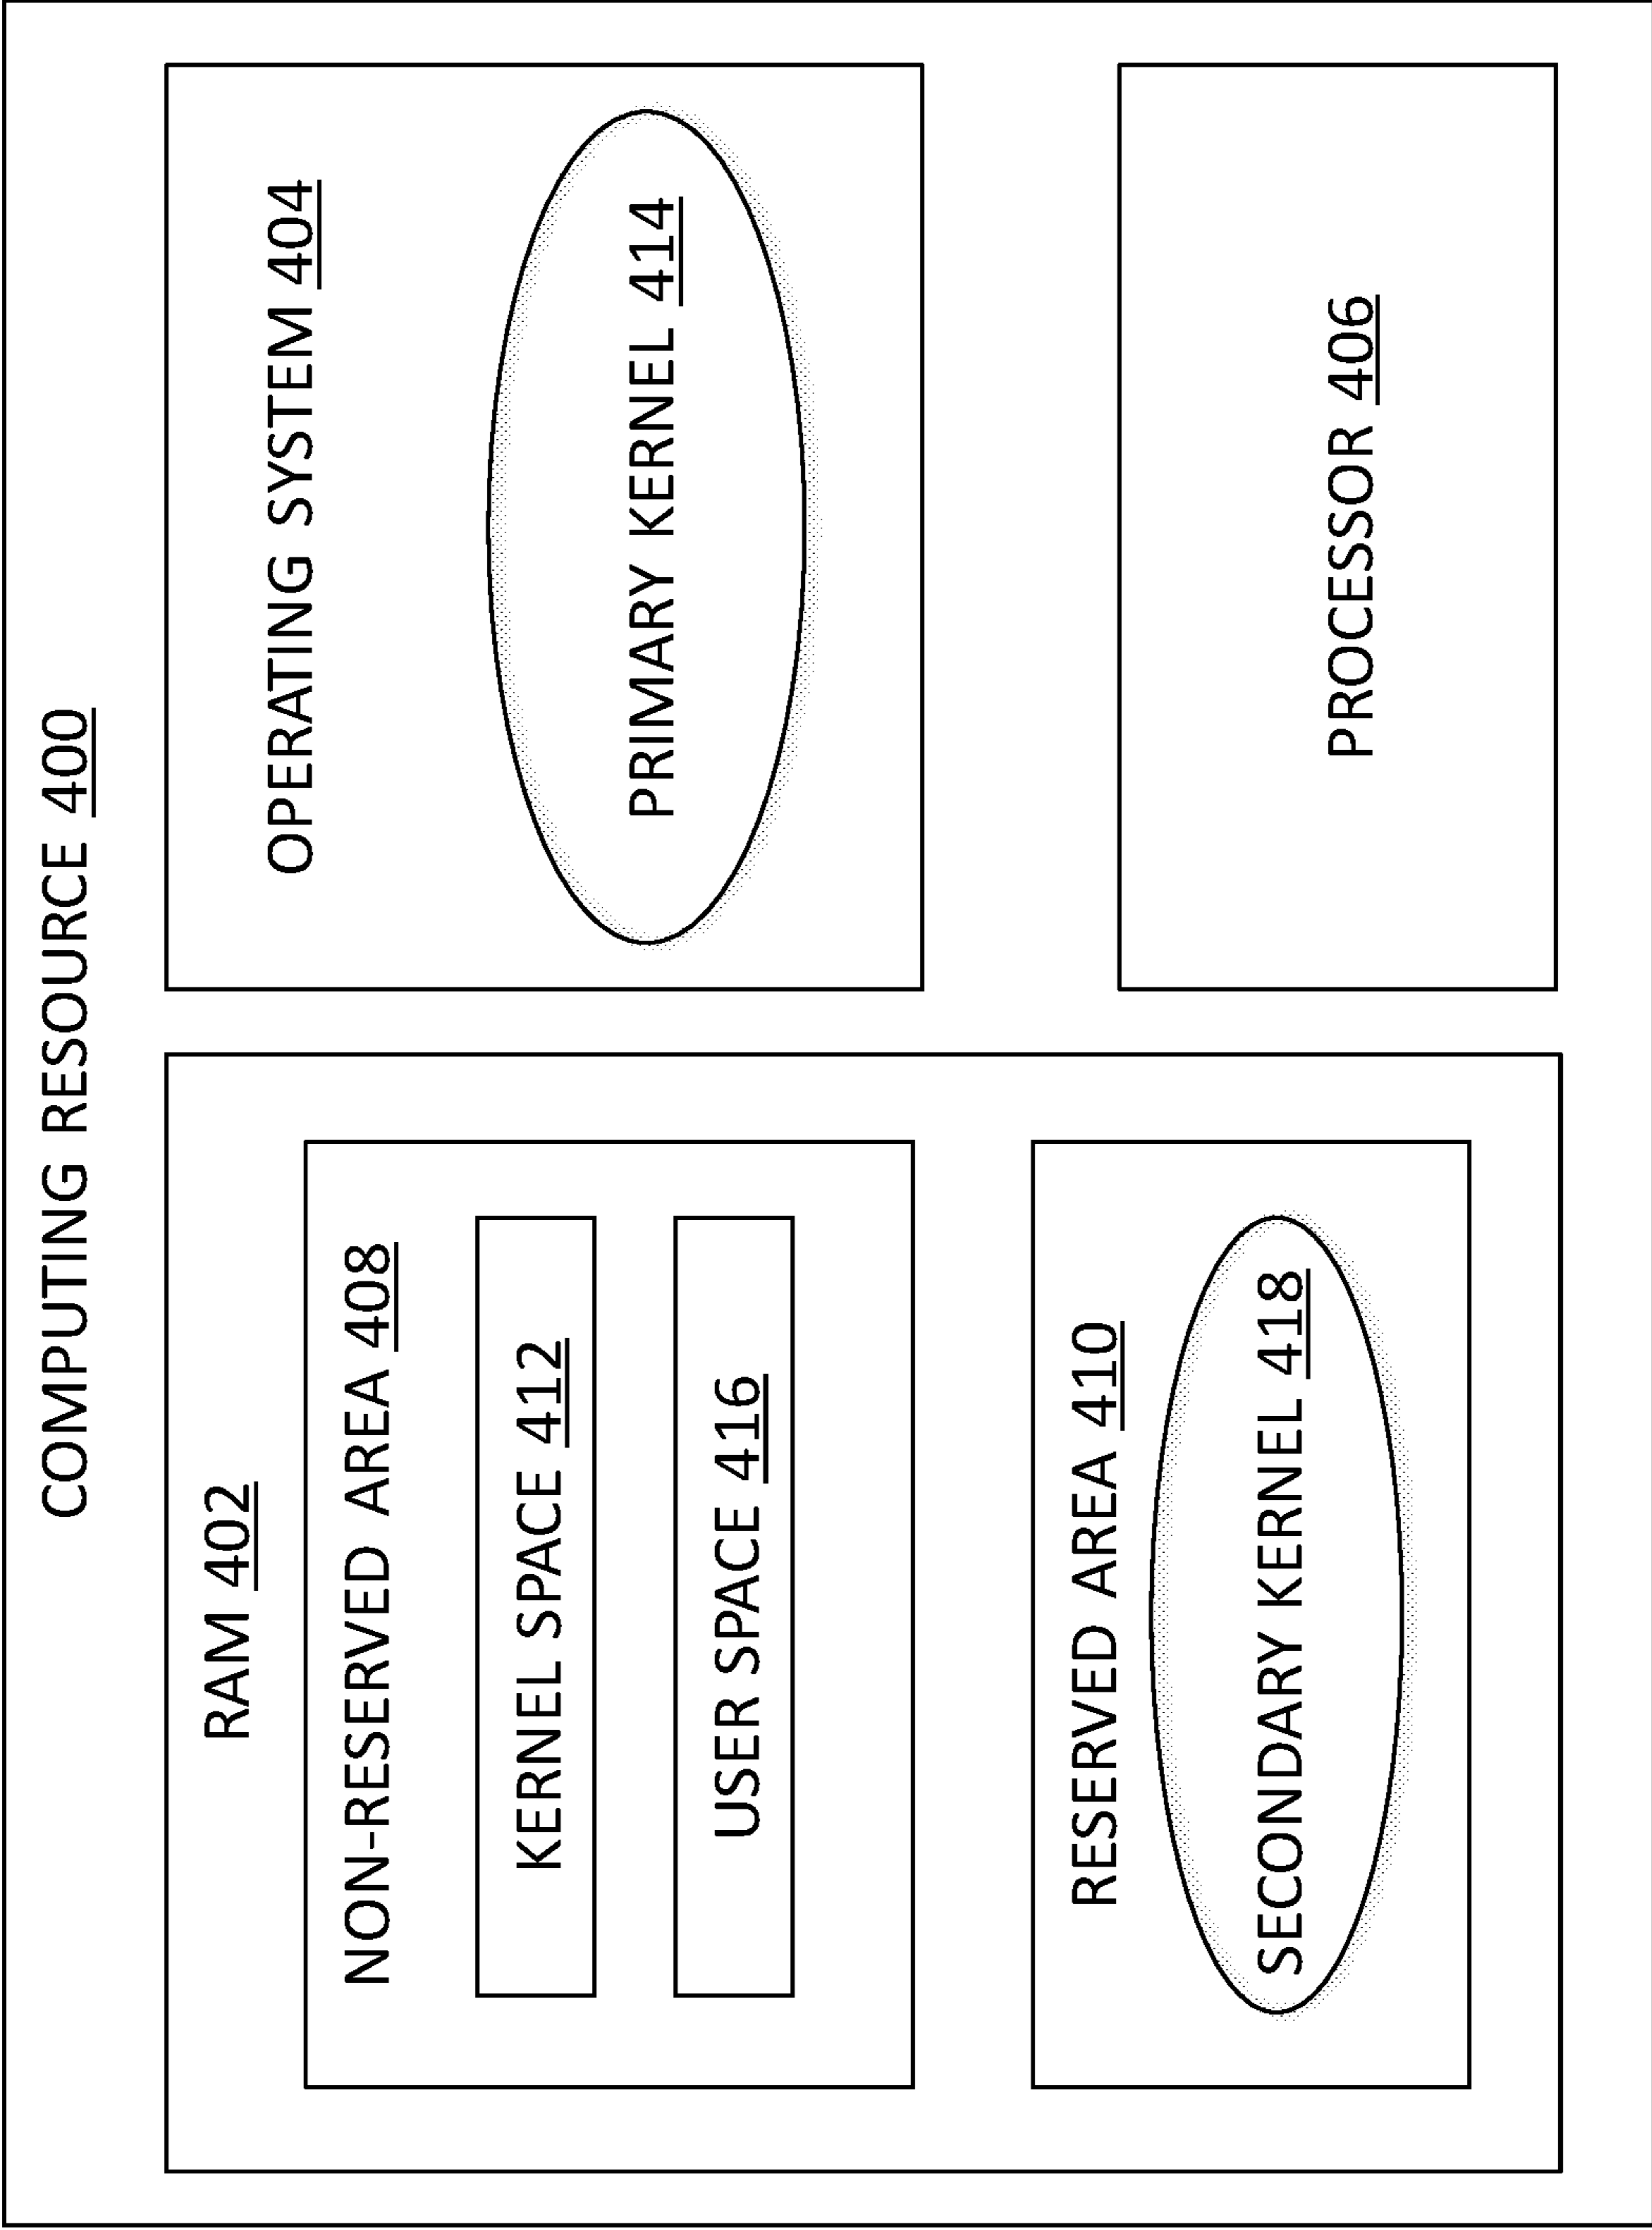 COMPUTING RESOURCE 400
RAM 402
NON-RESERVED AREA 408
KERNEL SPACE 412
USER SPACE 416
RESERVED AREA 410
SECONDARY KERNEL 418
OPERATING SYSTEM 404
PRIMARY KERNEL 414
PROCESSOR 406